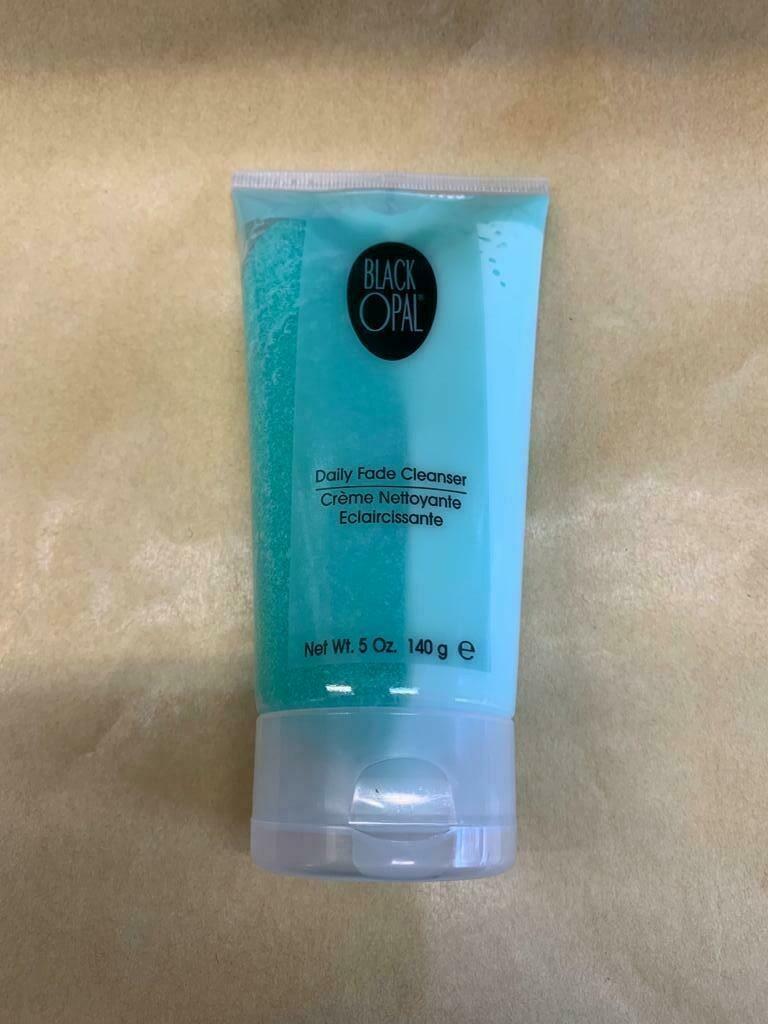 BLACK
OPAL®
Daily Fade Cleanser
Crème Nettoyante
Eclaircissante
Net Wt. 5 Oz. 140 g ℮